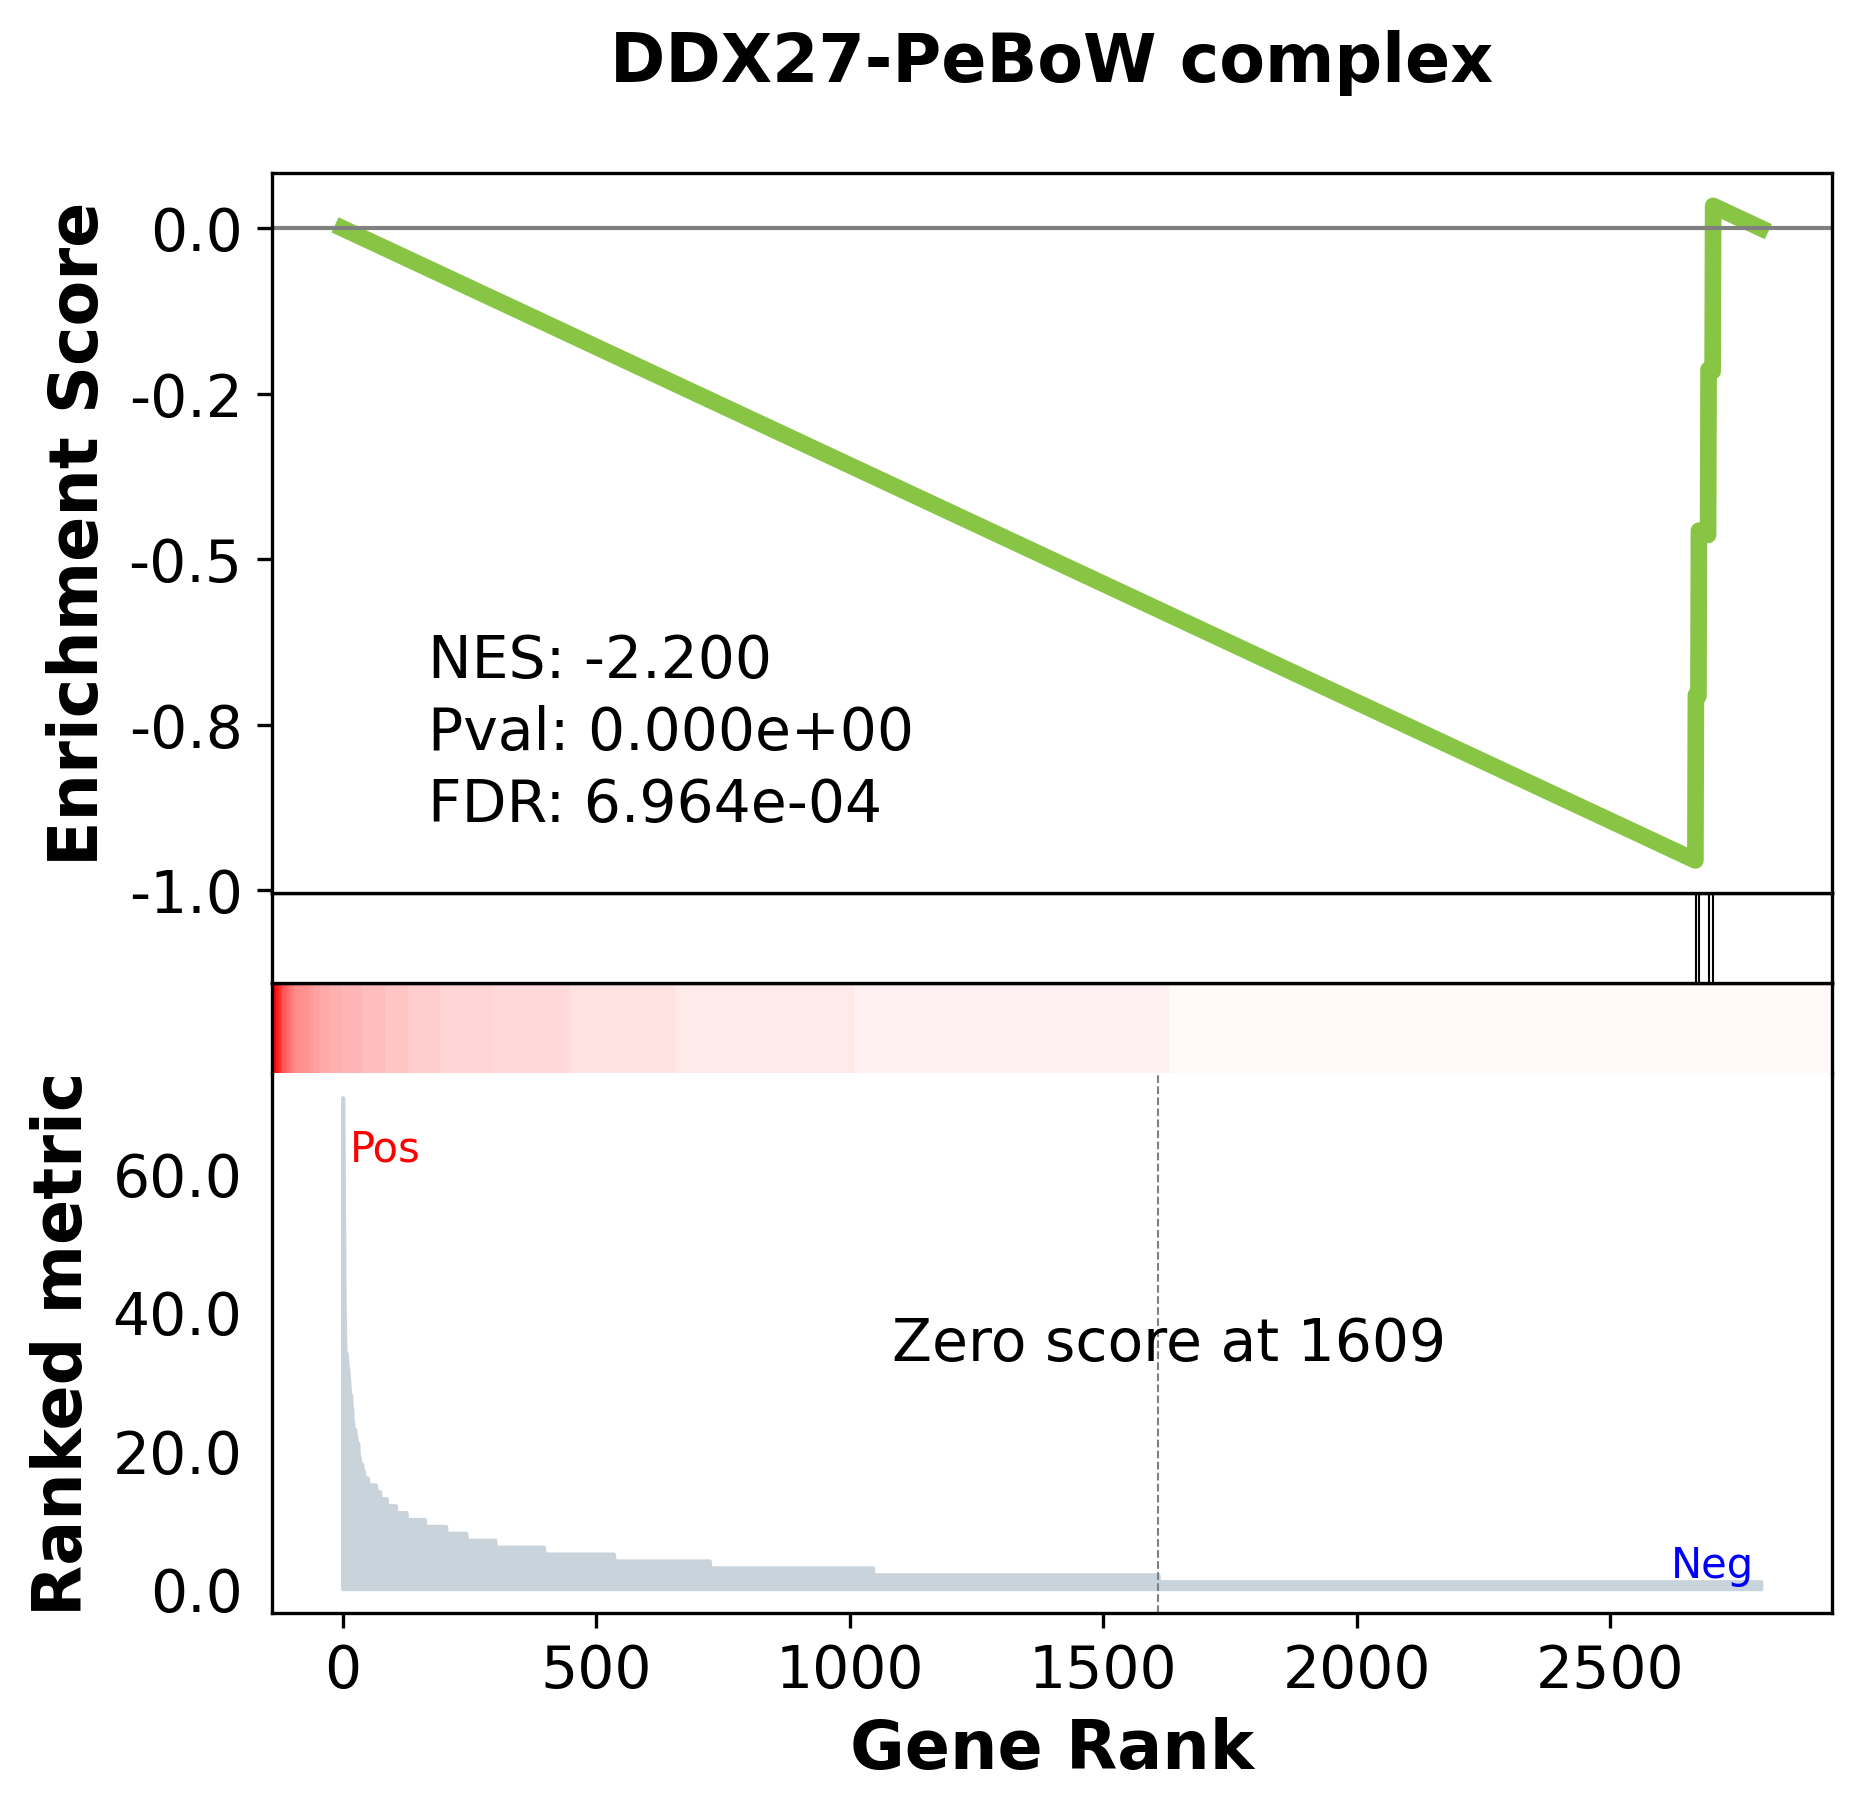 DDX27-PeBoW complex
Enrichment Score
0.0
-0.2
-0.5
-0.8
-1.0
NES: -2.200
Pval: 0.000e+00
FDR: 6.964e-04
Ranked metric
60.0
40.0
20.0
0.0
Pos
Zero score at 1609
Neg
0 500 1000 1500 2000 2500
Gene Rank